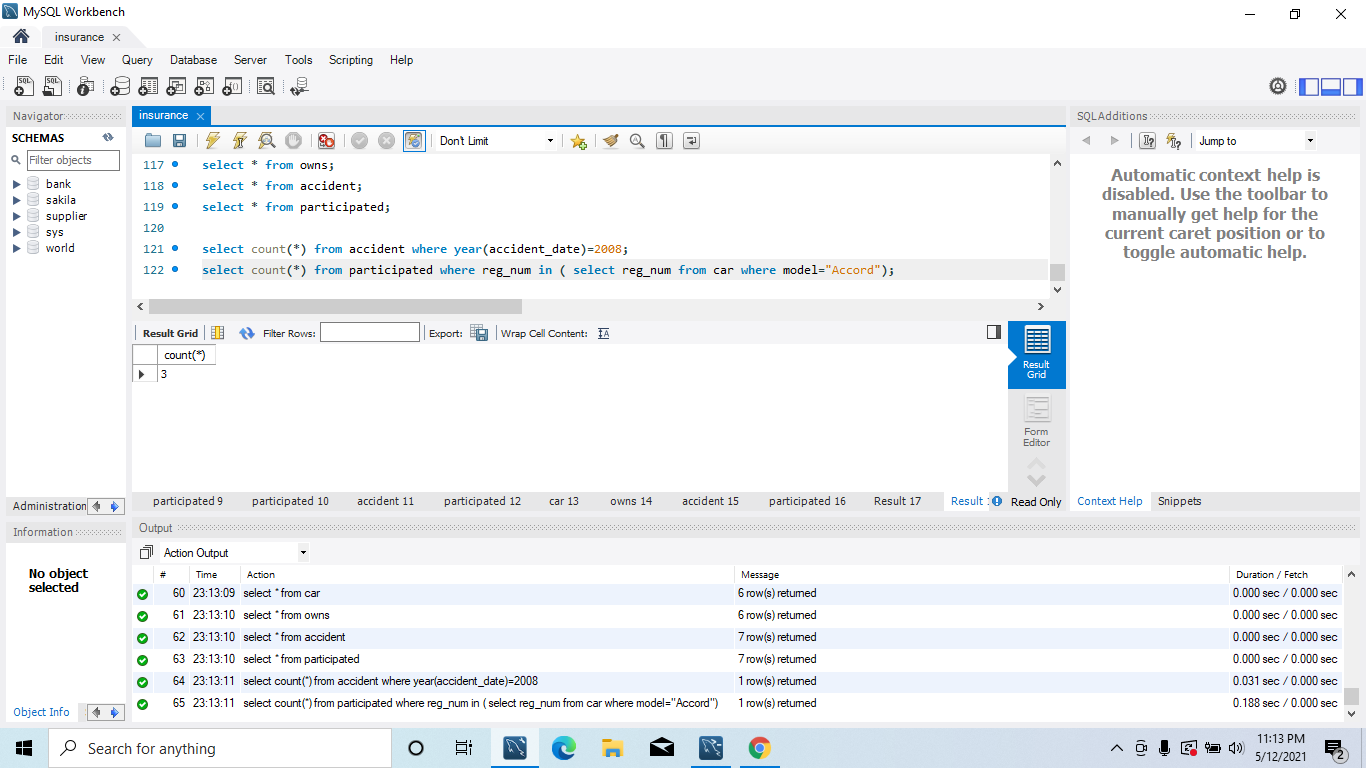 MySQL Workbench
insurance
File Edit View Query Database Server Tools Scripting Help
Navigator
SCHEMAS
Filter objects
bank
sakila
supplier
sys
world
Administration
Information
No object
selected
Object Info
insurance
Don't Limit
117 select * from owns;
118 select * from accident;
119 select * from participated;
120
121 select count(*) from accident where year(accident_date)=2008;
122 select count(*) from participated where reg_num in ( select reg_num from car where model="Accord");
Result Grid Filter Rows: Export: Wrap Cell Content:
count(*)
3
Result
Grid
Form
Editor
participated 9 participated 10 accident 11 participated 12 car 13 owns 14 accident 15 participated 16 Result 17 Result Read Only
SQLAdditions
Jump to
Automatic context help is
disabled. Use the toolbar to
manually get help for the
current caret position or to
toggle automatic help.
Context Help Snippets
Output
Action Output
# Time Action Message Duration / Fetch
60 23:13:09 select * from car 6 row(s) returned 0.000 sec / 0.000 sec
61 23:13:10 select * from owns 6 row(s) returned 0.000 sec / 0.000 sec
62 23:13:10 select * from accident 7 row(s) returned 0.000 sec / 0.000 sec
63 23:13:10 select * from participated 7 row(s) returned 0.000 sec / 0.000 sec
64 23:13:11 select count(*) from accident where year(accident_date)=2008 1 row(s) returned 0.031 sec / 0.000 sec
65 23:13:11 select count(*) from participated where reg_num in ( select reg_num from car where model="Accord") 1 row(s) returned 0.188 sec / 0.000 sec
Search for anything
11:13 PM
5/12/2021
2